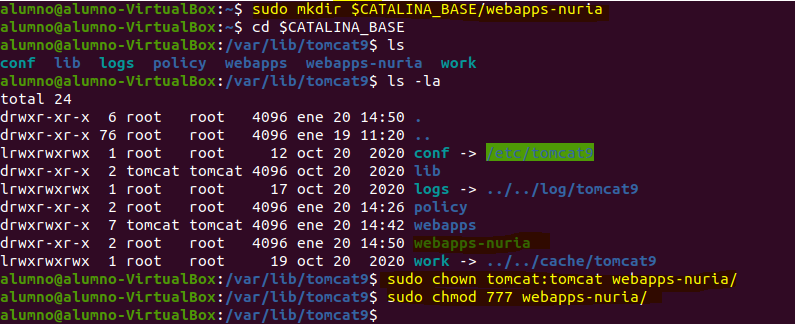 alumno@alumno-VirtualBox:~$ sudo mkdir $CATALINA_BASE/webapps-nuria
alumno@alumno-VirtualBox:~$ cd $CATALINA_BASE
alumno@alumno-VirtualBox:/var/lib/tomcat9$ ls
conf  lib  logs  policy  webapps  webapps-nuria  work
alumno@alumno-VirtualBox:/var/lib/tomcat9$ ls -la
total 24
drwxr-xr-x  6 root   root   4096 ene 20 14:50 .
drwxr-xr-x 76 root   root   4096 ene 19 11:20 ..
lrwxrwxrwx  1 root   root     12 oct 20  2020 conf -> /etc/tomcat9
drwxr-xr-x  2 tomcat tomcat 4096 oct 20  2020 lib
lrwxrwxrwx  1 root   root     17 oct 20  2020 logs -> ../../log/tomcat9
drwxr-xr-x  2 root   root   4096 ene 20 14:26 policy
drwxr-xr-x  7 tomcat tomcat 4096 ene 20 14:42 webapps
drwxr-xr-x  2 root   root   4096 ene 20 14:50 webapps-nuria
lrwxrwxrwx  1 root   root     19 oct 20  2020 work -> ../../cache/tomcat9
alumno@alumno-VirtualBox:/var/lib/tomcat9$ sudo chown tomcat:tomcat webapps-nuria/
alumno@alumno-VirtualBox:/var/lib/tomcat9$ sudo chmod 777 webapps-nuria/
alumno@alumno-VirtualBox:/var/lib/tomcat9$